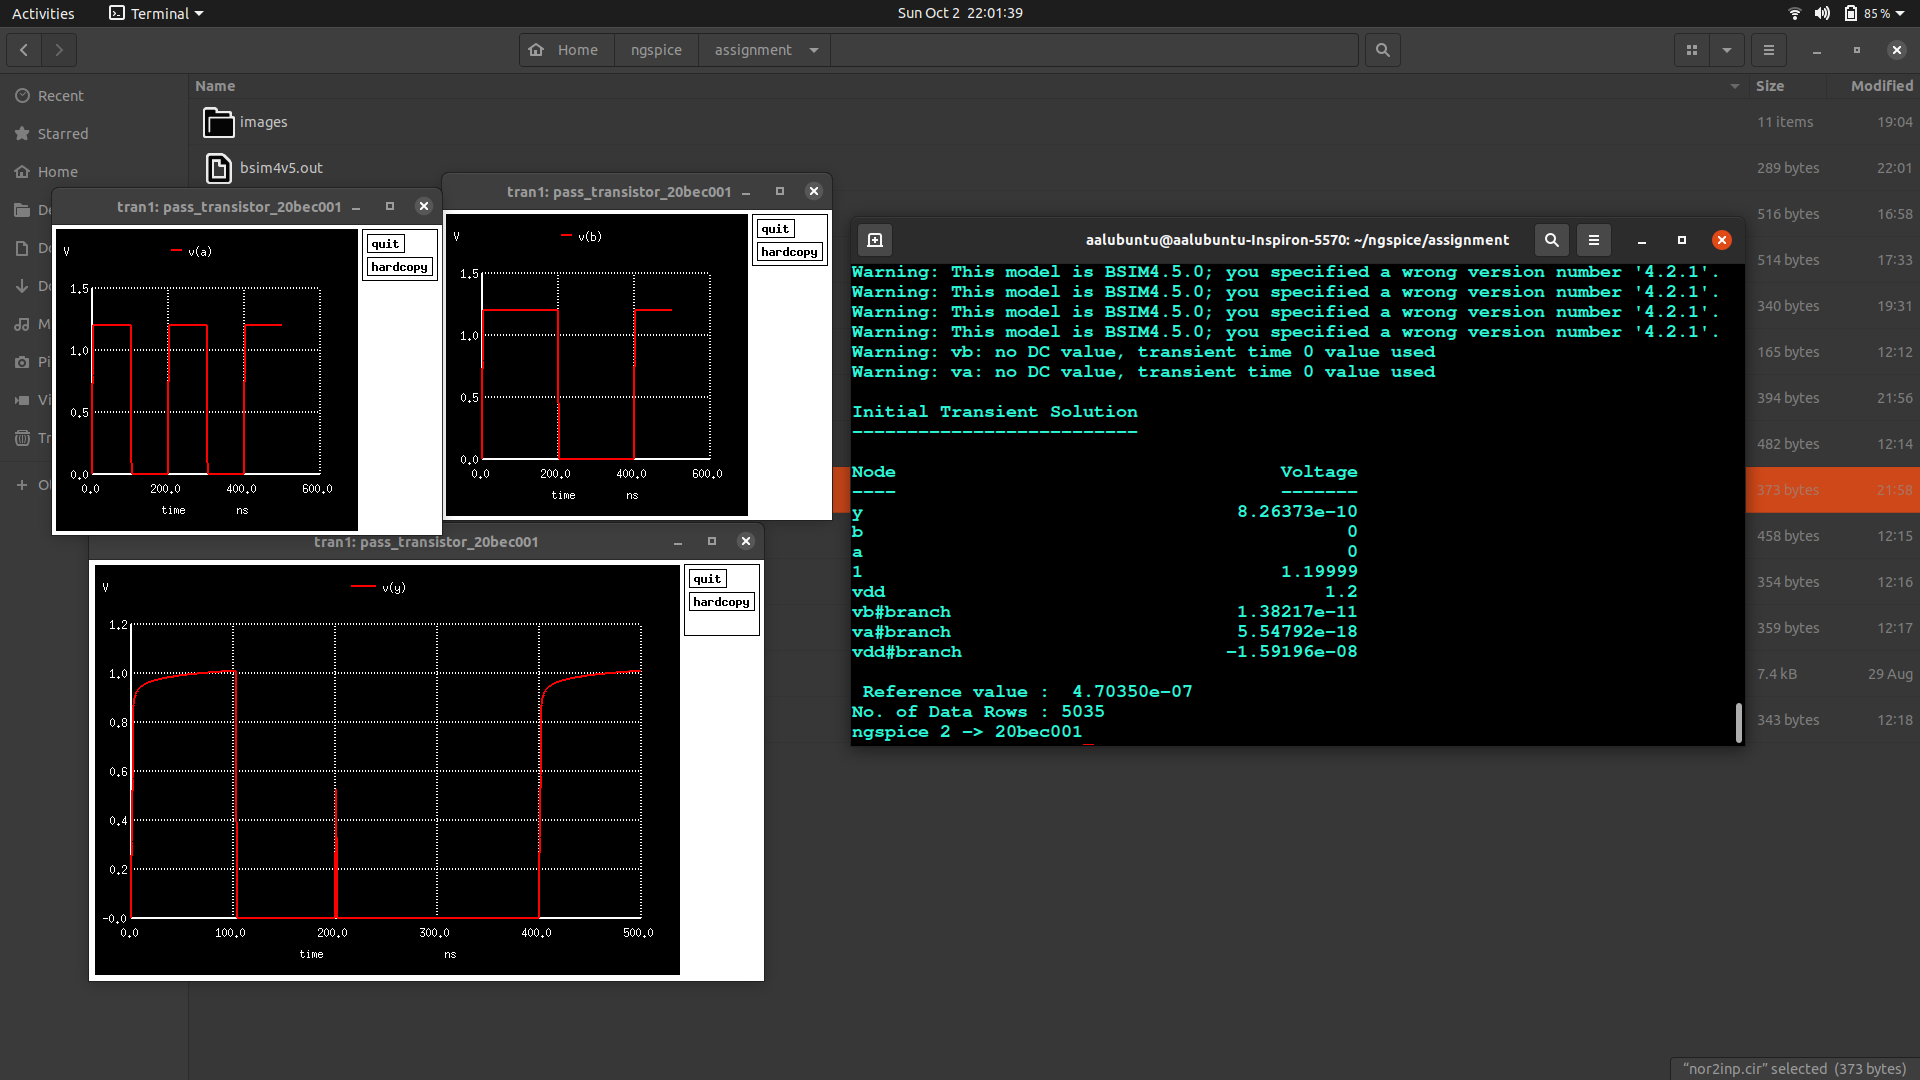 Activities
Terminal
Sun Oct 2 22:01:39
85 %
Home
ngspice
assignment
Name
Size
Modified
Recent
Starred
Home
images
11 items
19:04
bsim4v5.out
289 bytes
22:01
516 bytes
16:58
514 bytes
17:33
340 bytes
19:31
165 bytes
12:12
394 bytes
21:56
482 bytes
12:14
373 bytes
21:58
458 bytes
12:15
354 bytes
12:16
359 bytes
12:17
7.4 kB
29 Aug
343 bytes
12:18
tran1: pass_transistor_20bec001
V
v(a)
quit
hardcopy
1.5
1.0
0.5
0.0
0.0 200.0 400.0 600.0
time ns
tran1: pass_transistor_20bec001
V
v(b)
quit
hardcopy
1.5
1.0
0.5
0.0
0.0 200.0 400.0 600.0
time ns
tran1: pass_transistor_20bec001
V
v(y)
quit
hardcopy
1.2
1.0
0.8
0.6
0.4
0.2
-0.0
0.0 100.0 200.0 300.0 400.0 500.0
time ns
aalubuntu@aalubuntu-Inspiron-5570: ~/ngspice/assignment
Warning: This model is BSIM4.5.0; you specified a wrong version number '4.2.1'.
Warning: This model is BSIM4.5.0; you specified a wrong version number '4.2.1'.
Warning: This model is BSIM4.5.0; you specified a wrong version number '4.2.1'.
Warning: This model is BSIM4.5.0; you specified a wrong version number '4.2.1'.
Warning: vb: no DC value, transient time 0 value used
Warning: va: no DC value, transient time 0 value used
Initial Transient Solution
--------------------------
Node Voltage
---- -------
y 8.26373e-10
b 0
a 0
1 1.19999
vdd 1.2
vb#branch 1.38217e-11
va#branch 5.54792e-18
vdd#branch -1.59196e-08
Reference value : 4.70350e-07
No. of Data Rows : 5035
ngspice 2 -> 20bec001
"nor2inp.cir" selected (373 bytes)